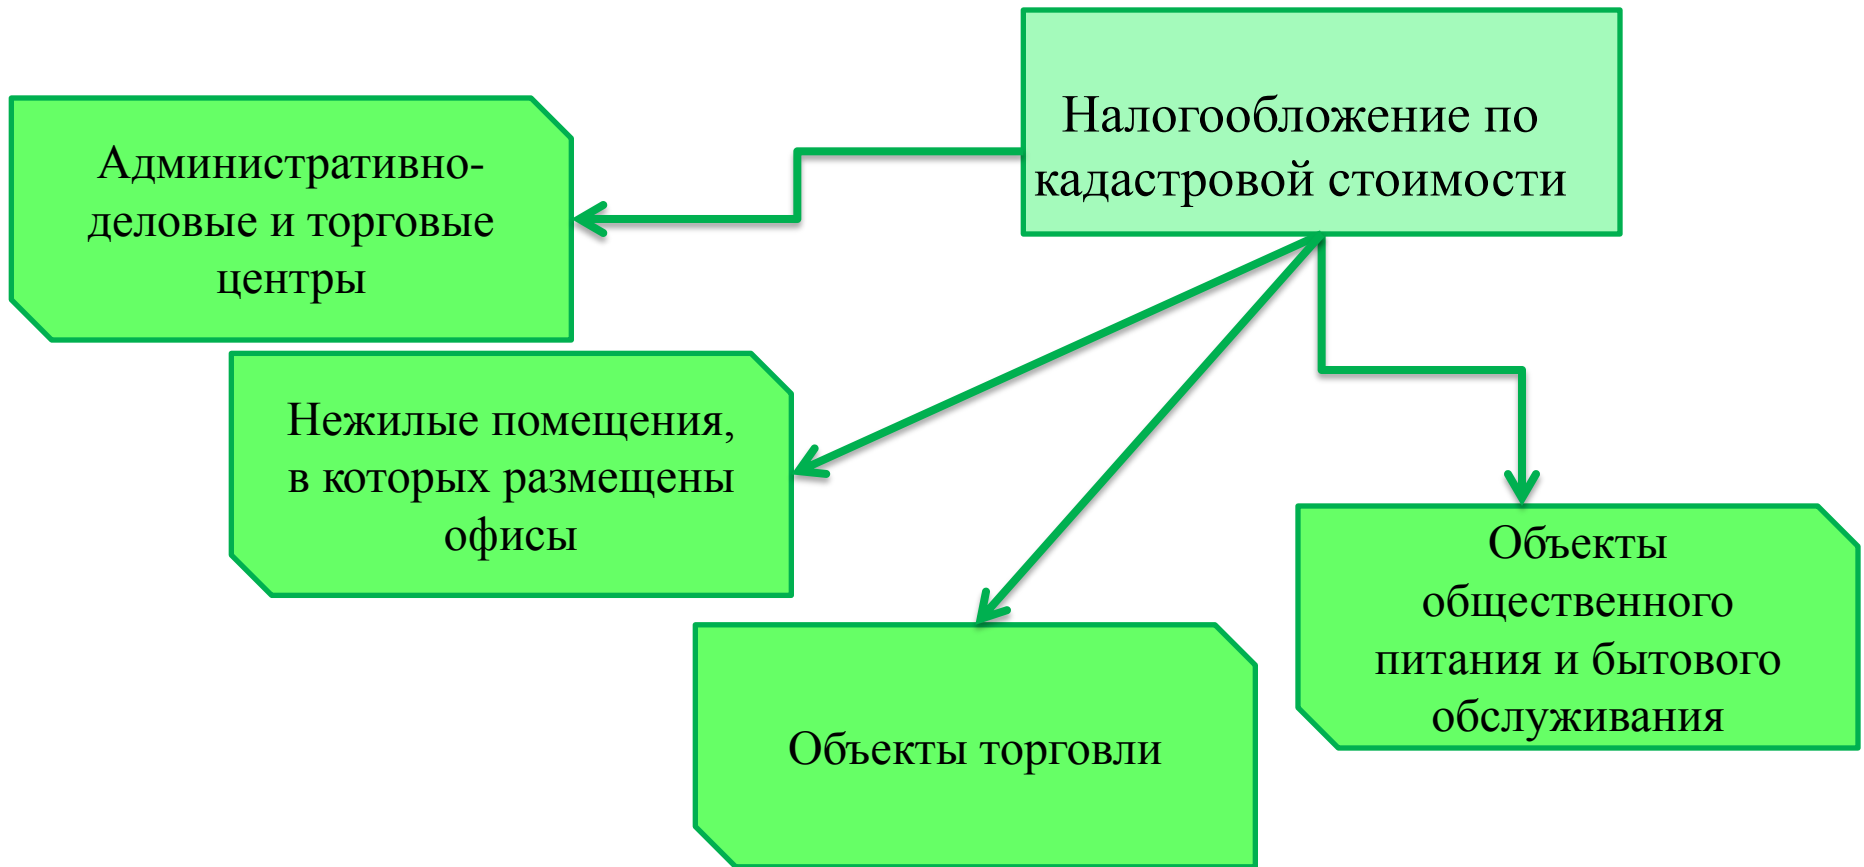 Налогообложение по
кадастровой стоимости
Административно-
деловые и торговые
центры
Нежилые помещения,
в которых размещены
офисы
Объекты торговли
Объекты
общественного
питания и бытового
обслуживания